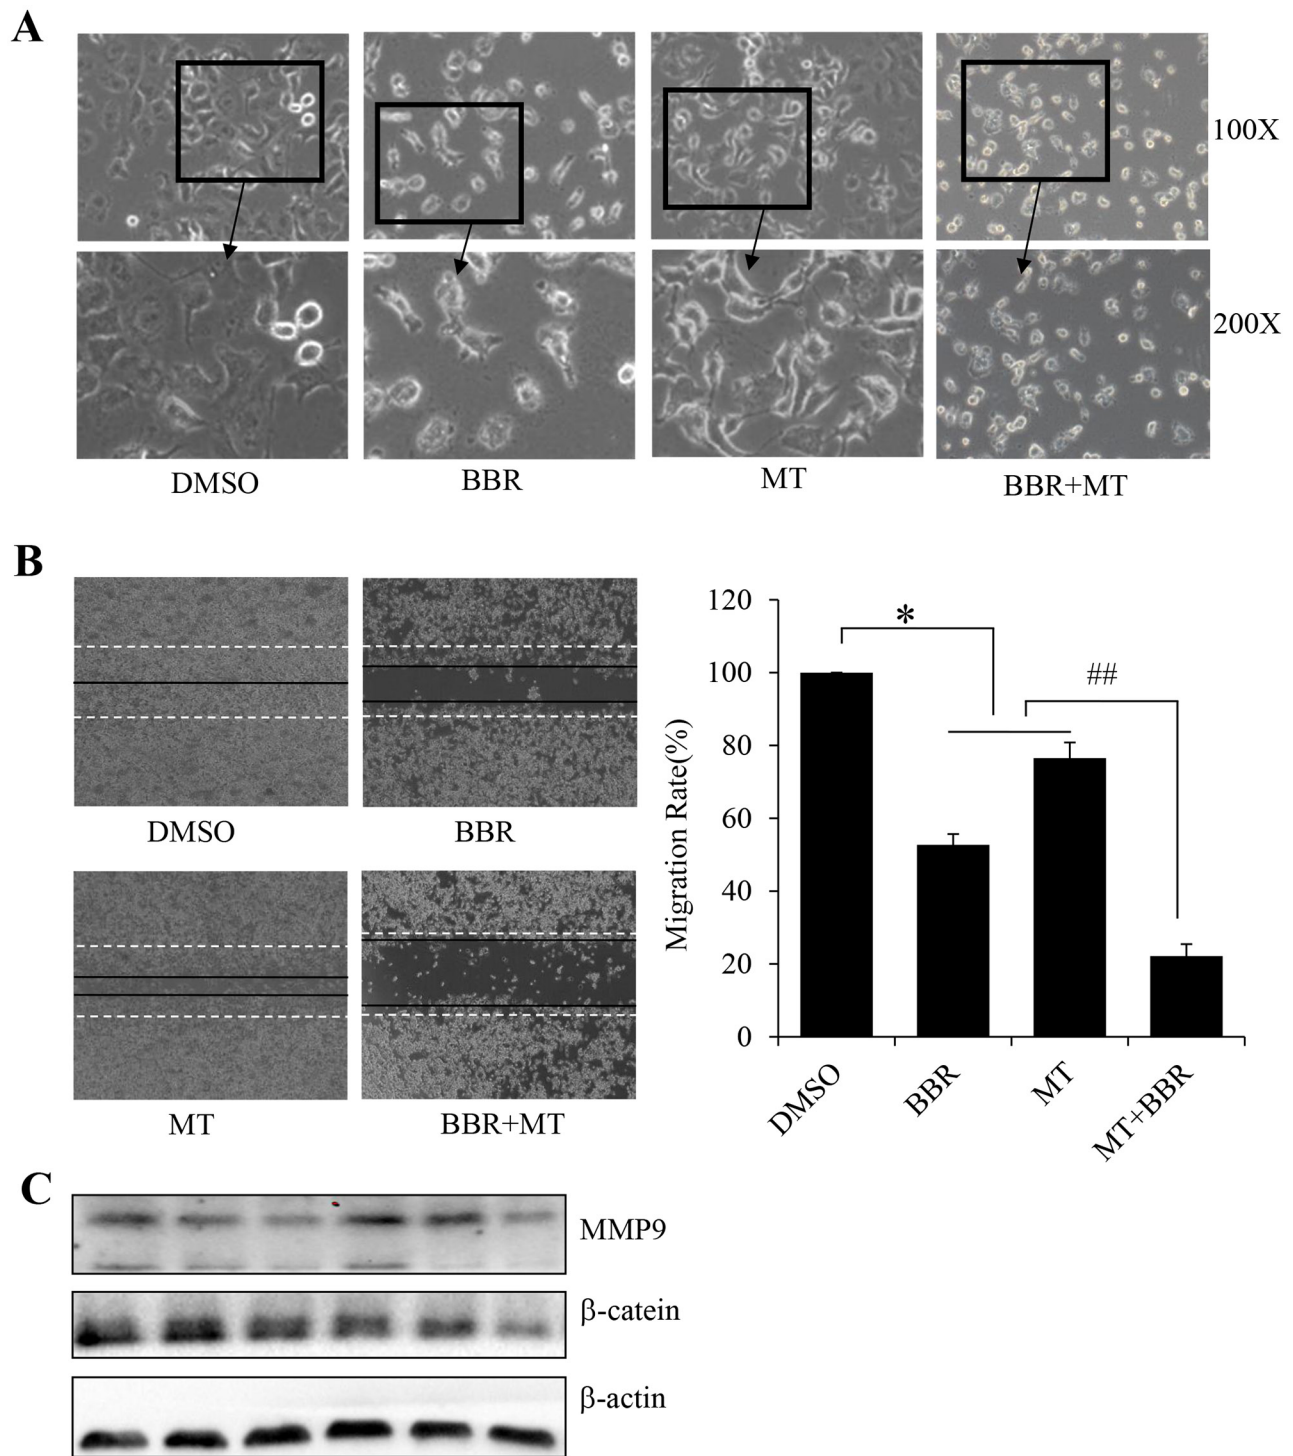 A
100X
200X
DMSO
BBR
MT
BBR+MT
B
DMSO
BBR
MT
BBR+MT
Migration Rate(%)
120
100
80
60
40
20
0
*
##
DMSO
BBR
MT
MT+BBR
C
MMP9
β-catein
β-actin